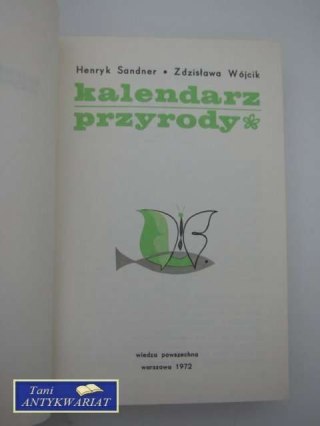 Henryk Sandner • Zdzisława Wójcik
kalendarz
przyrody
wiedza powszechna
warszawa 1972
Tani
ANTYKWARIAT